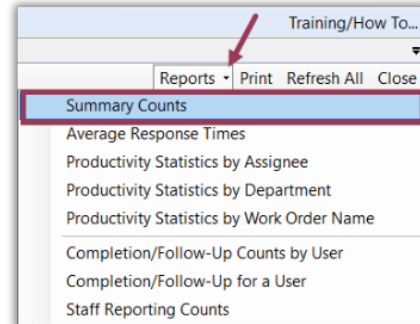 Training/How To...
Reports Print Refresh All Close
Summary Counts
Average Response Times
Productivity Statistics by Assignee
Productivity Statistics by Department
Productivity Statistics by Work Order Name
Completion/Follow-Up Counts by User
Completion/Follow-Up for a User
Staff Reporting Counts